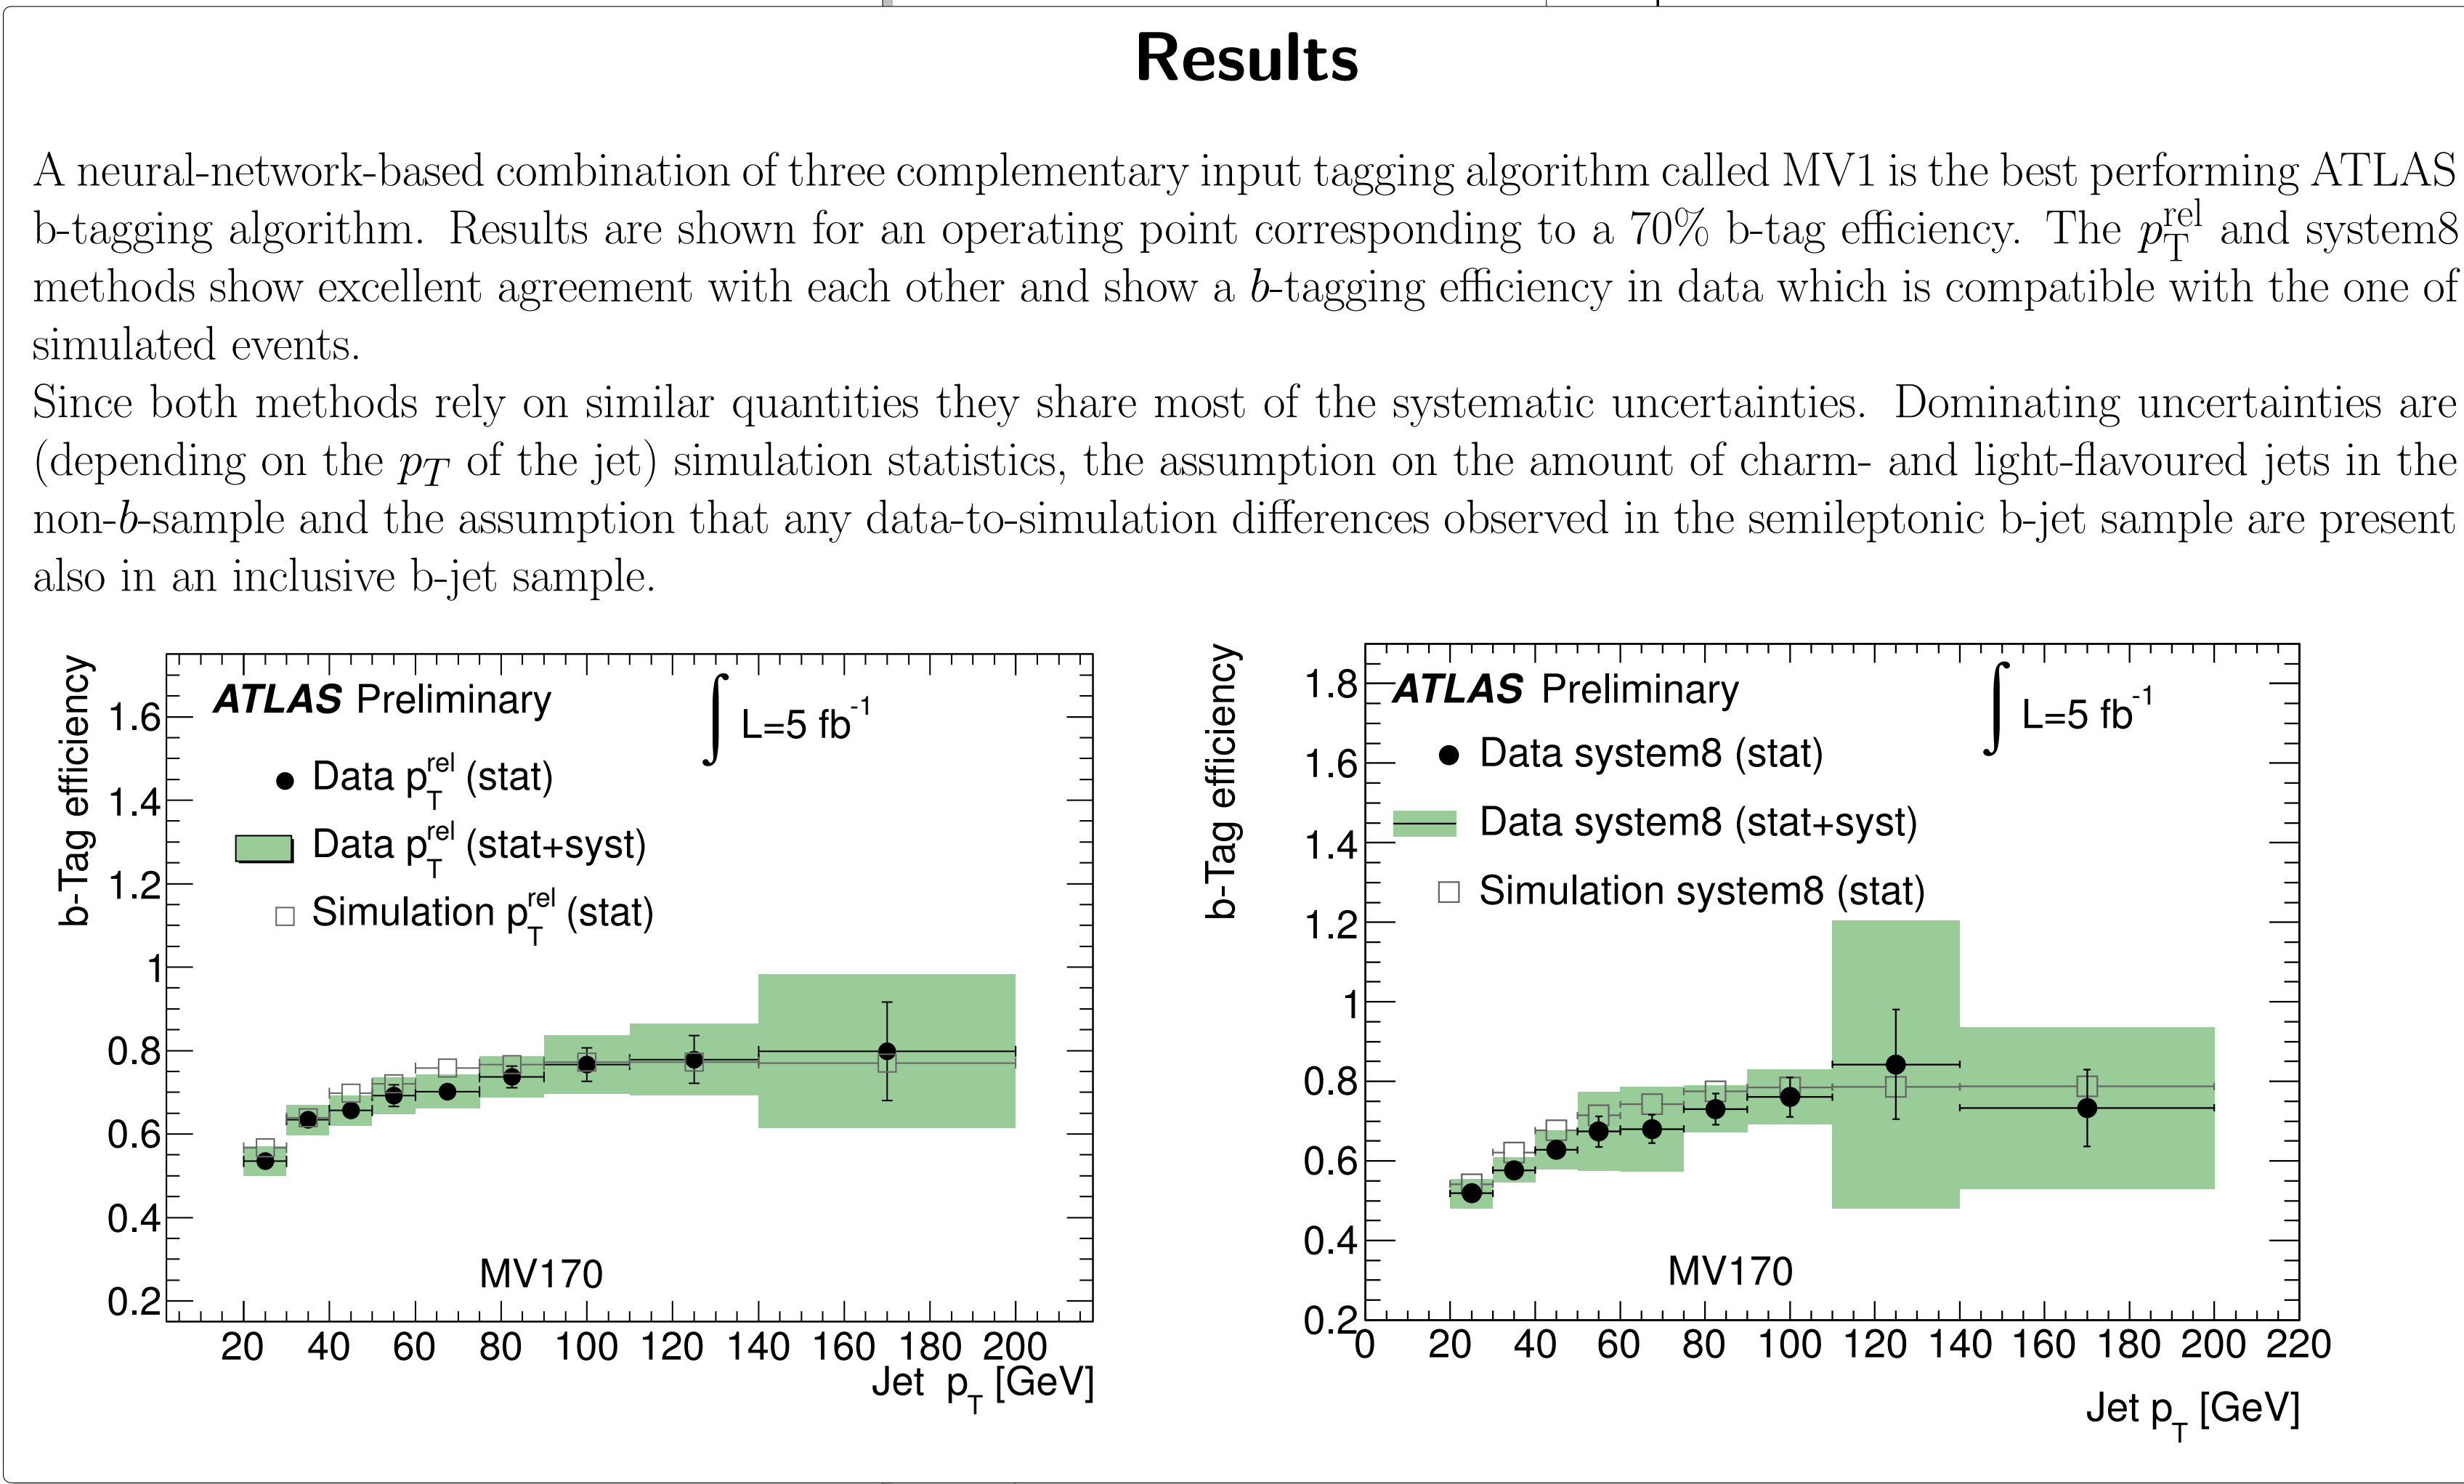 Results
A neural-network-based combination of three complementary input tagging algorithm called MV1 is the best performing ATLAS
b-tagging algorithm. Results are shown for an operating point corresponding to a 70% b-tag efficiency. The p_T^rel and system8
methods show excellent agreement with each other and show a b-tagging efficiency in data which is compatible with the one of
simulated events.
Since both methods rely on similar quantities they share most of the systematic uncertainties. Dominating uncertainties are
(depending on the p_T of the jet) simulation statistics, the assumption on the amount of charm- and light-flavoured jets in the
non-b-sample and the assumption that any data-to-simulation differences observed in the semileptonic b-jet sample are present
also in an inclusive b-jet sample.
b-Tag efficiency
ATLAS Preliminary
∫ L=5 fb^-1
Data p_T^rel (stat)
Data p_T^rel (stat+syst)
Simulation p_T^rel (stat)
1.6
1.4
1.2
1
0.8
0.6
0.4
0.2
MV170
20 40 60 80 100 120 140 160 180 200
Jet p_T [GeV]
b-Tag efficiency
ATLAS Preliminary
∫ L=5 fb^-1
Data system8 (stat)
Data system8 (stat+syst)
Simulation system8 (stat)
1.8
1.6
1.4
1.2
1
0.8
0.6
0.4
0.2
MV170
0 20 40 60 80 100 120 140 160 180 200 220
Jet p_T [GeV]